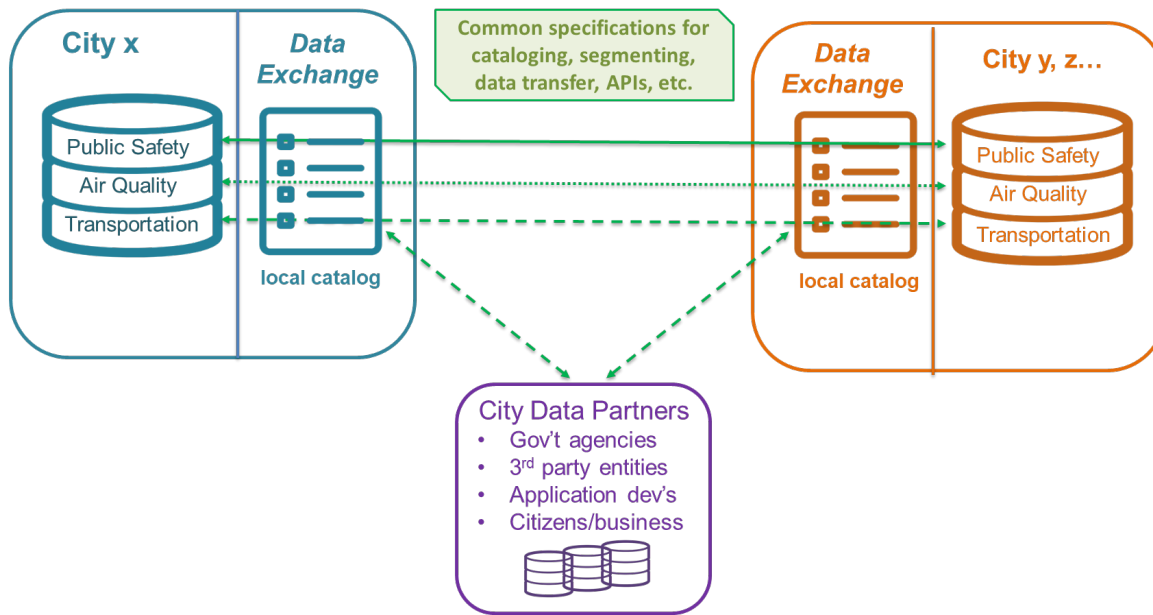 City x
Data
Exchange
Public Safety
Air Quality
Transportation
local catalog
Common specifications for
cataloging, segmenting,
data transfer, APIs, etc.
Data
Exchange
local catalog
City y, z...
Public Safety
Air Quality
Transportation
City Data Partners
• Gov’t agencies
• 3rd party entities
• Application dev’s
• Citizens/business